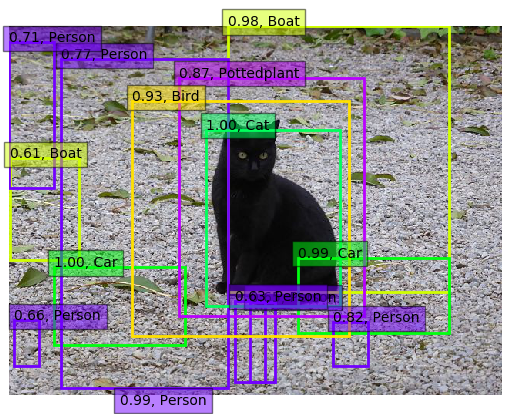 0.98, Boat
0.71, Person
0.77, Person
0.87, Pottedplant
0.93, Bird
1.00, Cat
0.61, Boat
0.99, Car
1.00, Car
0.63, Person
0.66, Person
0.82, Person
0.99, Person